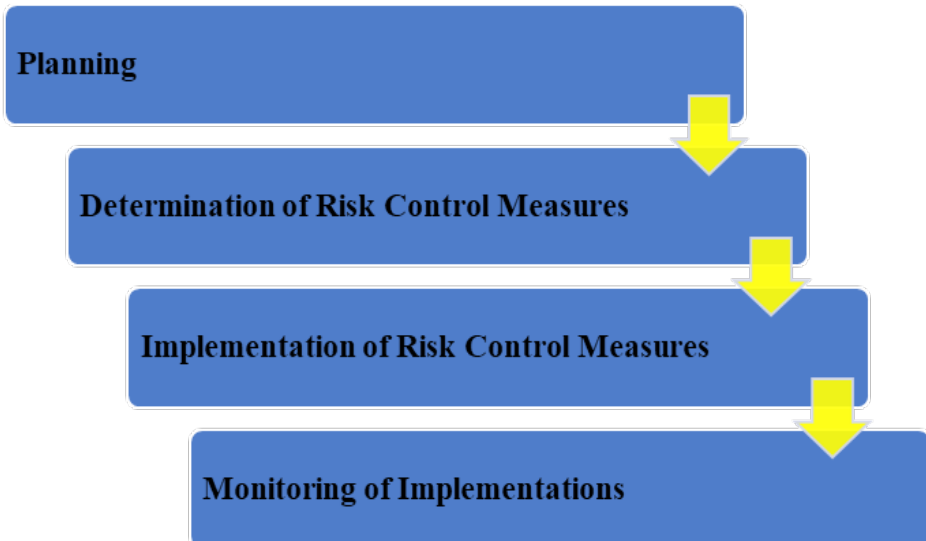 Planning
Determination of Risk Control Measures
Implementation of Risk Control Measures
Monitoring of Implementations